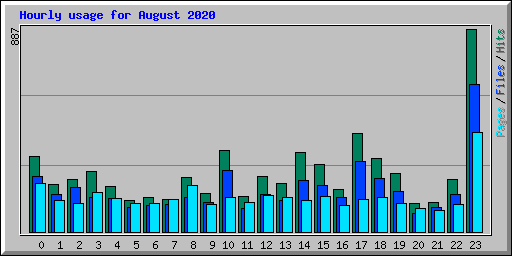 Hourly usage for August 2020
887
Pages/Files/Hits
0 1 2 3 4 5 6 7 8 9 10 11 12 13 14 15 16 17 18 19 20 21 22 23